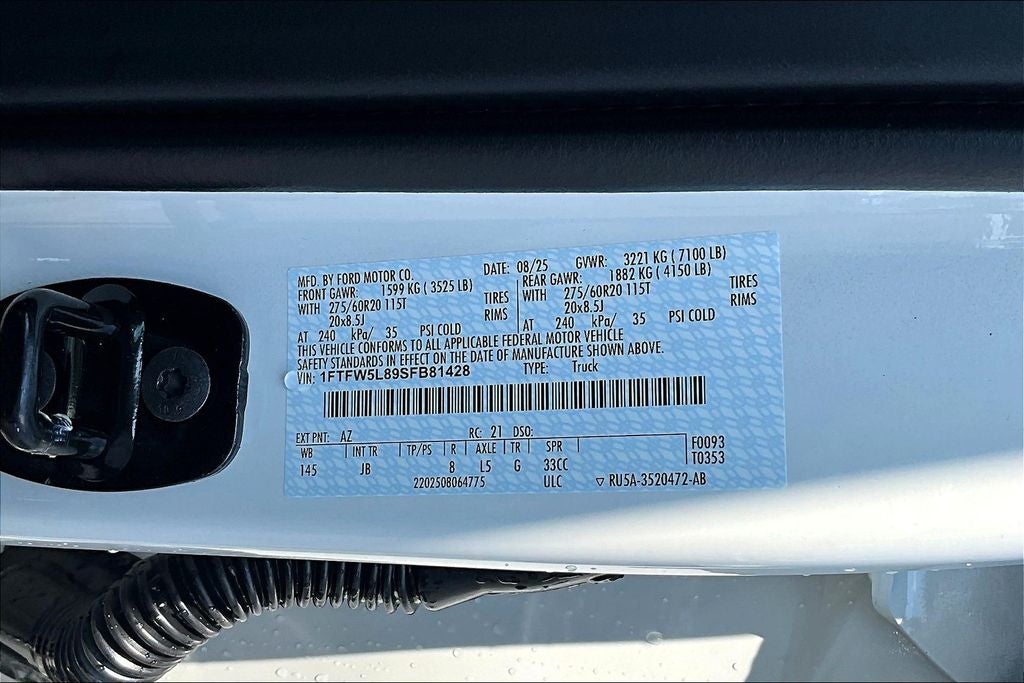 MFD. BY FORD MOTOR CO. DATE: 08/25 GVWR: 3221 KG ( 7100 LB)
FRONT GAWR: 1599 KG ( 3525 LB) REAR GAWR: 1882 KG ( 4150 LB)
WITH 275/60R20 115T TIRES WITH 275/60R20 115T TIRES
20x8.5J RIMS 20x8.5J RIMS
AT 240 kPa/ 35 PSI COLD AT 240 kPa/ 35 PSI COLD
THIS VEHICLE CONFORMS TO ALL APPLICABLE FEDERAL MOTOR VEHICLE
SAFETY STANDARDS IN EFFECT ON THE DATE OF MANUFACTURE SHOWN ABOVE.
VIN: 1FTFW5L89SFB81428 TYPE: Truck
EXT PNT: AZ RC: 21 DSO: F0093
WB INT TR TP/PS R AXLE TR SPR T0353
145 JB 8 L5 G 33CC
2202508064775 ULC ▽ RU5A-3520472-AB